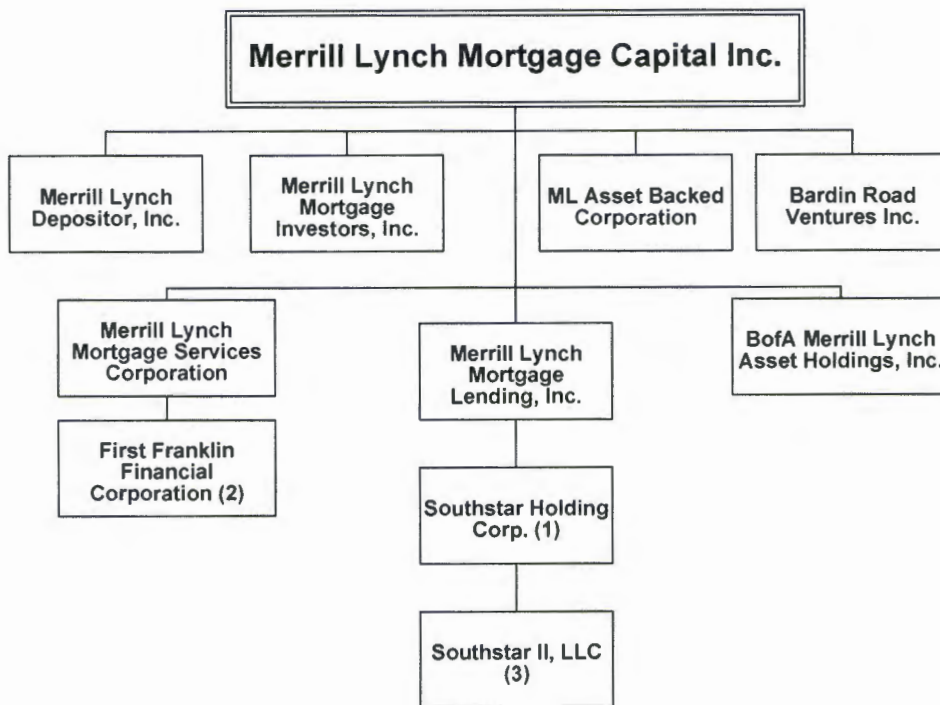 Merrill Lynch Mortgage Capital Inc.
Merrill Lynch
Depositor, Inc.
Merrill Lynch
Mortgage
Investors, Inc.
ML Asset Backed
Corporation
Bardin Road
Ventures Inc.
Merrill Lynch
Mortgage Services
Corporation
Merrill Lynch
Mortgage
Lending, Inc.
BofA Merrill Lynch
Asset Holdings, Inc.
First Franklin
Financial
Corporation (2)
Southstar Holding
Corp. (1)
Southstar II, LLC
(3)